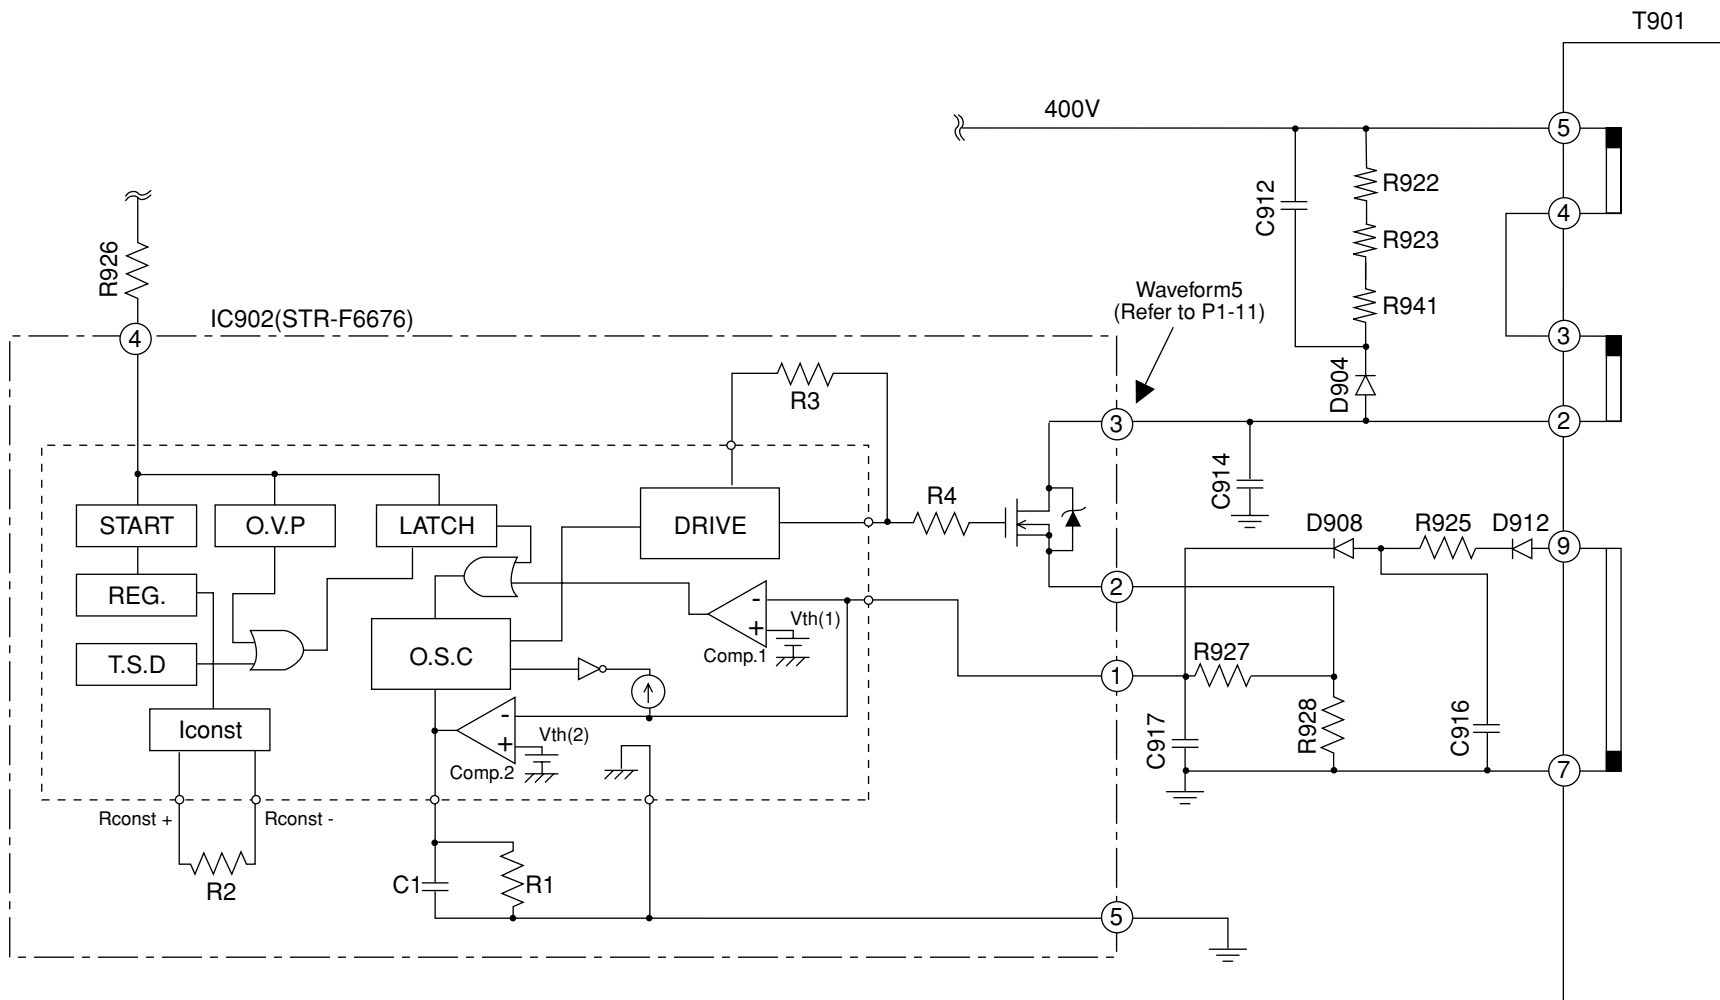 T901
400V
5
R922
C912
4
R923
R926
Waveform5
(Refer to P1-11)
R941
IC902(STR-F6676)
3
4
D904
R3
3
2
C914
R4
D908
R925
D912
START
O.V.P
LATCH
DRIVE
9
REG.
2
-
Vth(1)
+
Comp.1
O.S.C
T.S.D
R927
1
Iconst
-
Vth(2)
+
Comp.2
C917
R928
C916
7
Rconst +
Rconst -
R2
C1
R1
5